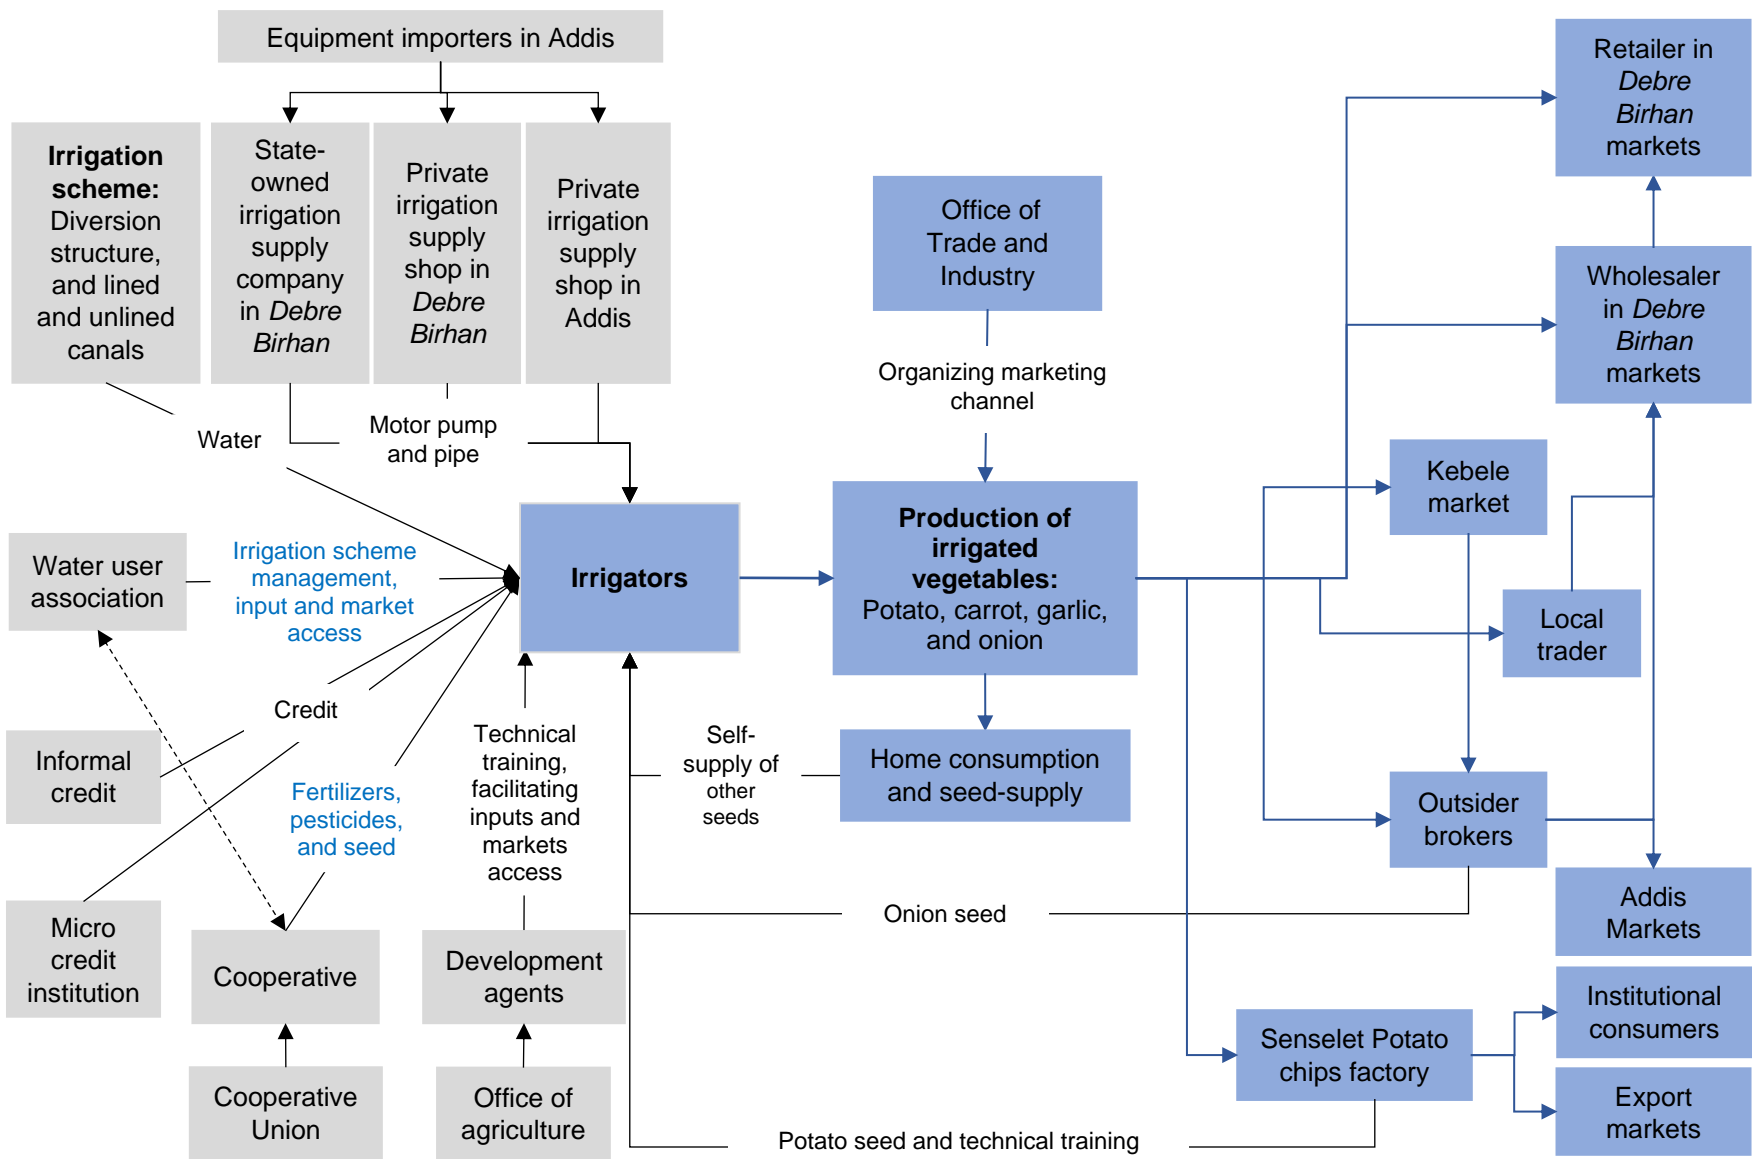 Equipment importers in Addis
Irrigation
scheme:
Diversion
structure,
and lined
and unlined
canals
State-
owned
irrigation
supply
company
in Debre
Birhan
Private
irrigation
supply
shop in
Debre
Birhan
Private
irrigation
supply
shop in
Addis
Office of
Trade and
Industry
Retailer in
Debre
Birhan
markets
Wholesaler
in Debre
Birhan
markets
Organizing marketing
channel
Water
Motor pump
and pipe
Kebele
market
Water user
association
Irrigation scheme
management,
input and market
access
Irrigators
Production of
irrigated
vegetables:
Potato, carrot, garlic,
and onion
Local
trader
Credit
Informal
credit
Fertilizers,
pesticides,
and seed
Technical
training,
facilitating
inputs and
markets
access
Self-
supply of
other
seeds
Home consumption
and seed-supply
Outsider
brokers
Onion seed
Addis
Markets
Micro
credit
institution
Cooperative
Development
agents
Institutional
consumers
Senselet Potato
chips factory
Cooperative
Union
Office of
agriculture
Export
markets
Potato seed and technical training